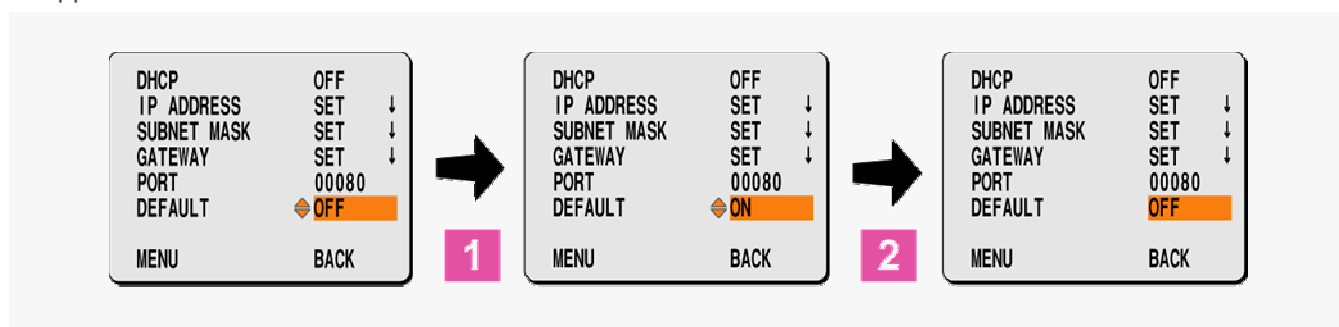 DHCP OFF
IP ADDRESS SET ↓
SUBNET MASK SET ↓
GATEWAY SET ↓
PORT 00080
DEFAULT OFF
MENU BACK
1
DHCP OFF
IP ADDRESS SET ↓
SUBNET MASK SET ↓
GATEWAY SET ↓
PORT 00080
DEFAULT ON
MENU BACK
2
DHCP OFF
IP ADDRESS SET ↓
SUBNET MASK SET ↓
GATEWAY SET ↓
PORT 00080
DEFAULT OFF
MENU BACK